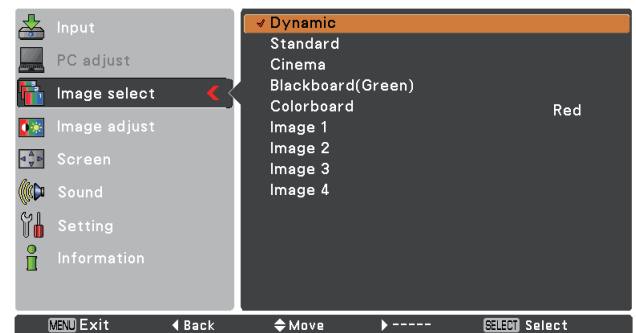 Input
PC adjust
Image select
Image adjust
Screen
Sound
Setting
Information
Dynamic
Standard
Cinema
Blackboard(Green)
Colorboard Red
Image 1
Image 2
Image 3
Image 4
MENU Exit Back Move ----- SELECT Select